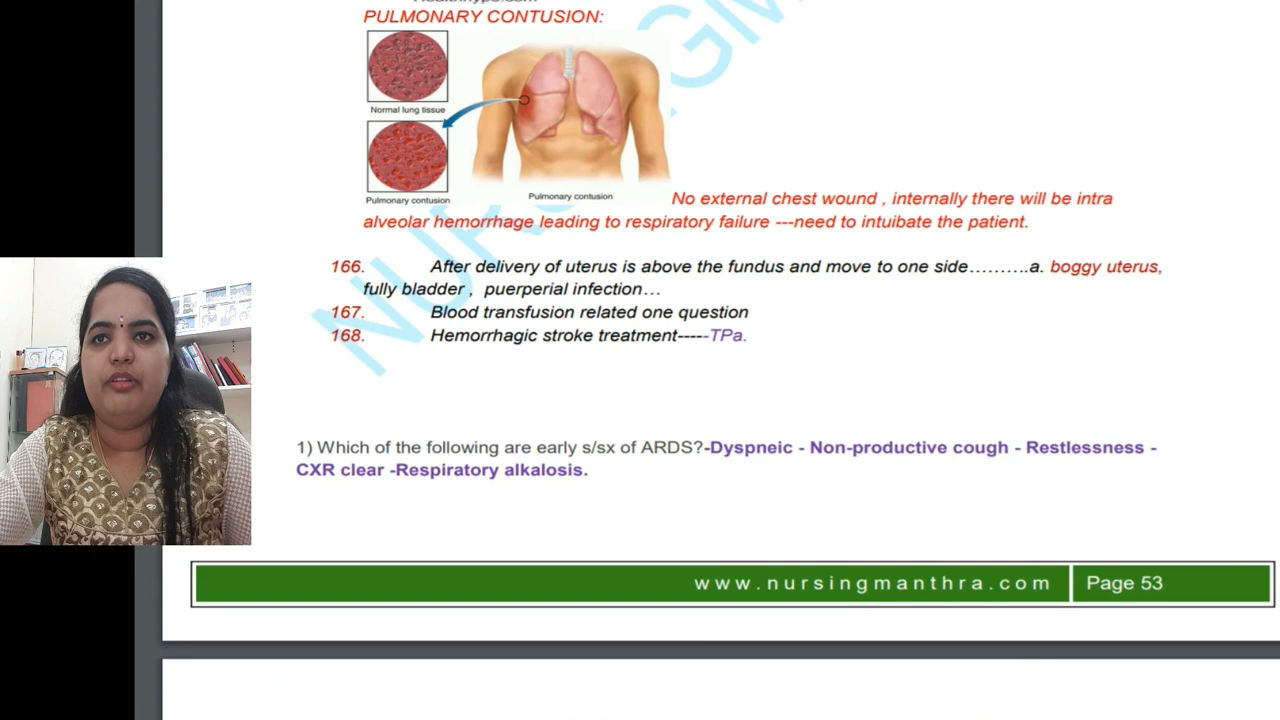 PULMONARY CONTUSION:
Normal lung tissue
Pulmonary contusion
Pulmonary contusion
No external chest wound , internally there will be intra
alveolar hemorrhage leading to respiratory failure ---need to intuibate the patient.
166. After delivery of uterus is above the fundus and move to one side……….a. boggy uterus,
fully bladder , puerperial infection…
167. Blood transfusion related one question
168. Hemorrhagic stroke treatment-----TPa.
1) Which of the following are early s/sx of ARDS?-Dyspneic - Non-productive cough - Restlessness -
CXR clear -Respiratory alkalosis.
www.nursingmanthra.com Page 53